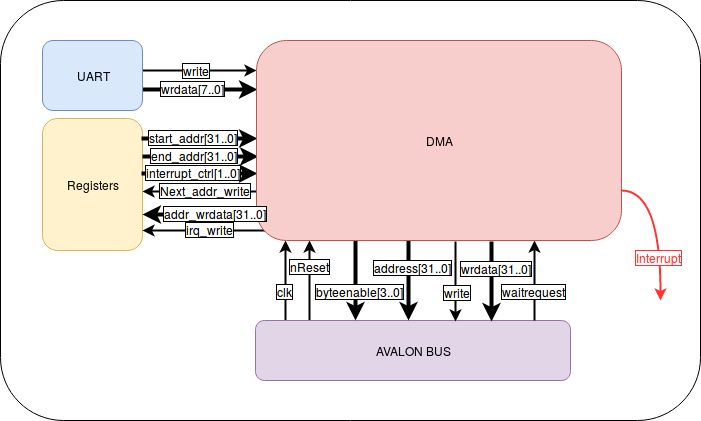 UART
write
wrdata[7..0]
DMA
start_addr[31..0]
end_addr[31..0]
interrupt_ctrl[1..0]
Registers
Next_addr_write
addr_wrdata[31..0]
irq_write
Interrupt
nReset
address[31..0]
wrdata[31..0]
clk
byteenable[3..0]
write
waitrequest
AVALON BUS